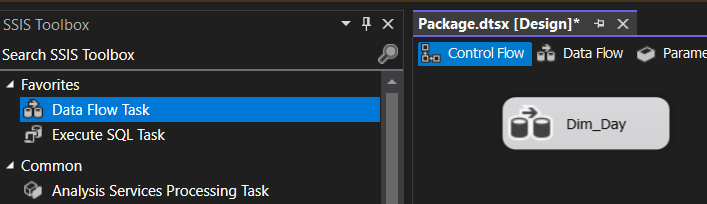 SSIS Toolbox
Search SSIS Toolbox
Favorites
Data Flow Task
Execute SQL Task
Common
Analysis Services Processing Task
Package.dtsx [Design]*
Control Flow
Data Flow
Parame
Dim_Day